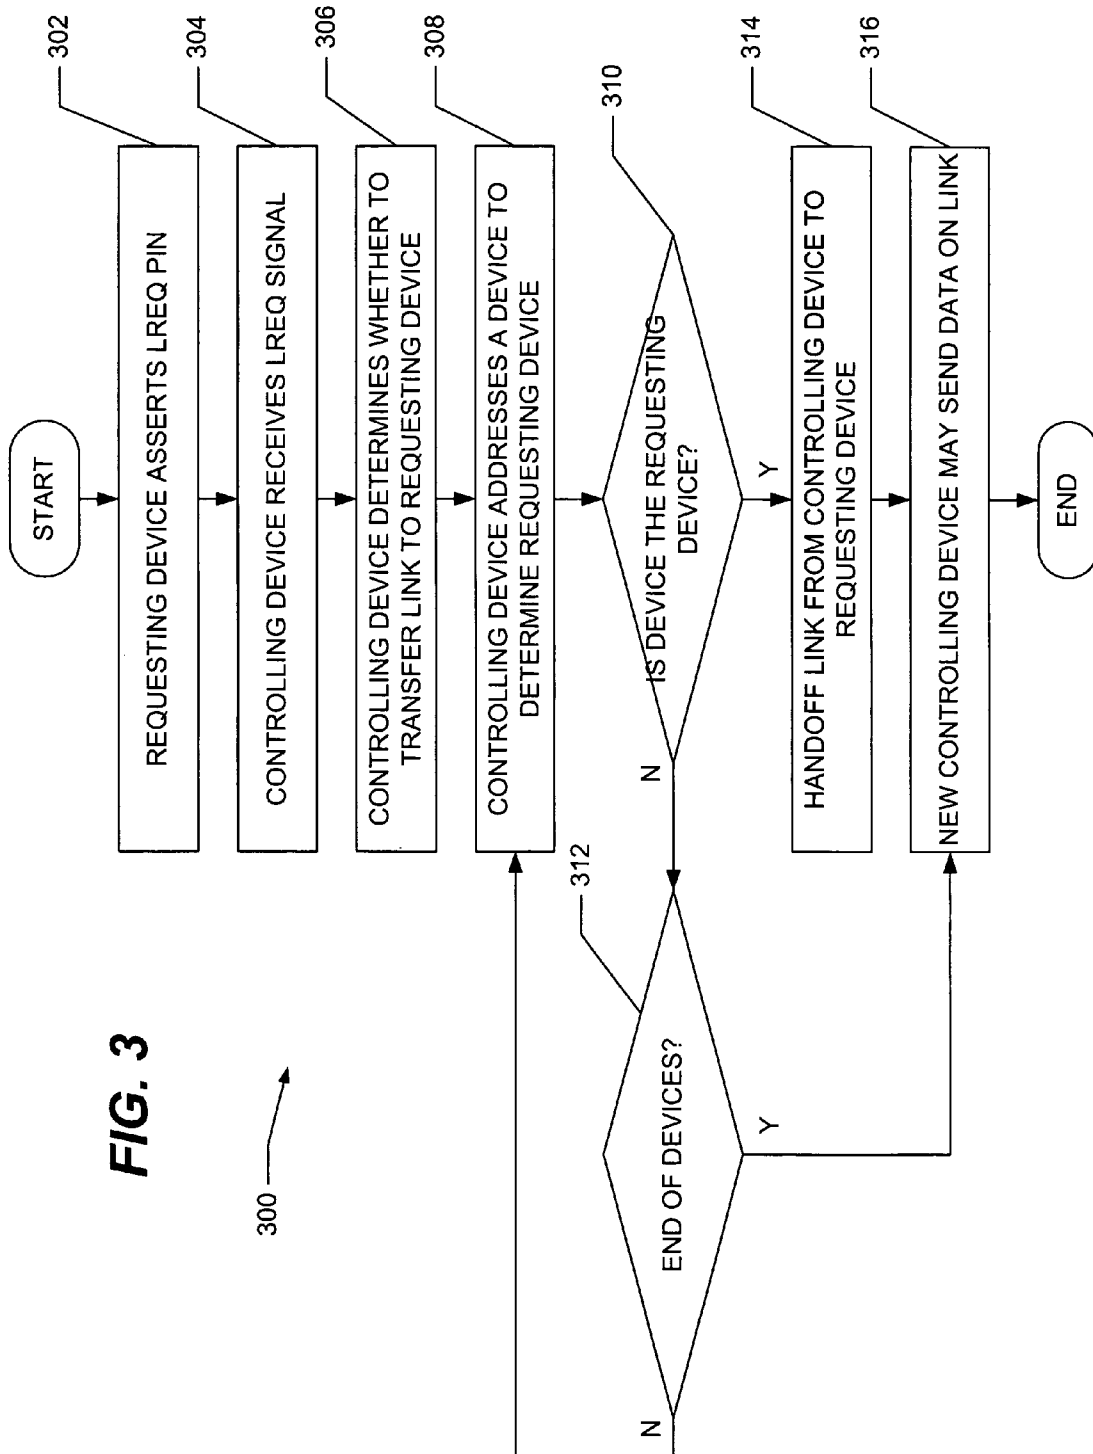 FIG. 3
300
START
REQUESTING DEVICE ASSERTS LREQ PIN
302
CONTROLLING DEVICE RECEIVES LREQ SIGNAL
304
CONTROLLING DEVICE DETERMINES WHETHER TO
TRANSFER LINK TO REQUESTING DEVICE
306
CONTROLLING DEVICE ADDRESSES A DEVICE TO
DETERMINE REQUESTING DEVICE
308
IS DEVICE THE REQUESTING
DEVICE?
310
N
Y
END OF DEVICES?
312
N
Y
HANDOFF LINK FROM CONTROLLING DEVICE TO
REQUESTING DEVICE
314
NEW CONTROLLING DEVICE MAY SEND DATA ON LINK
316
END